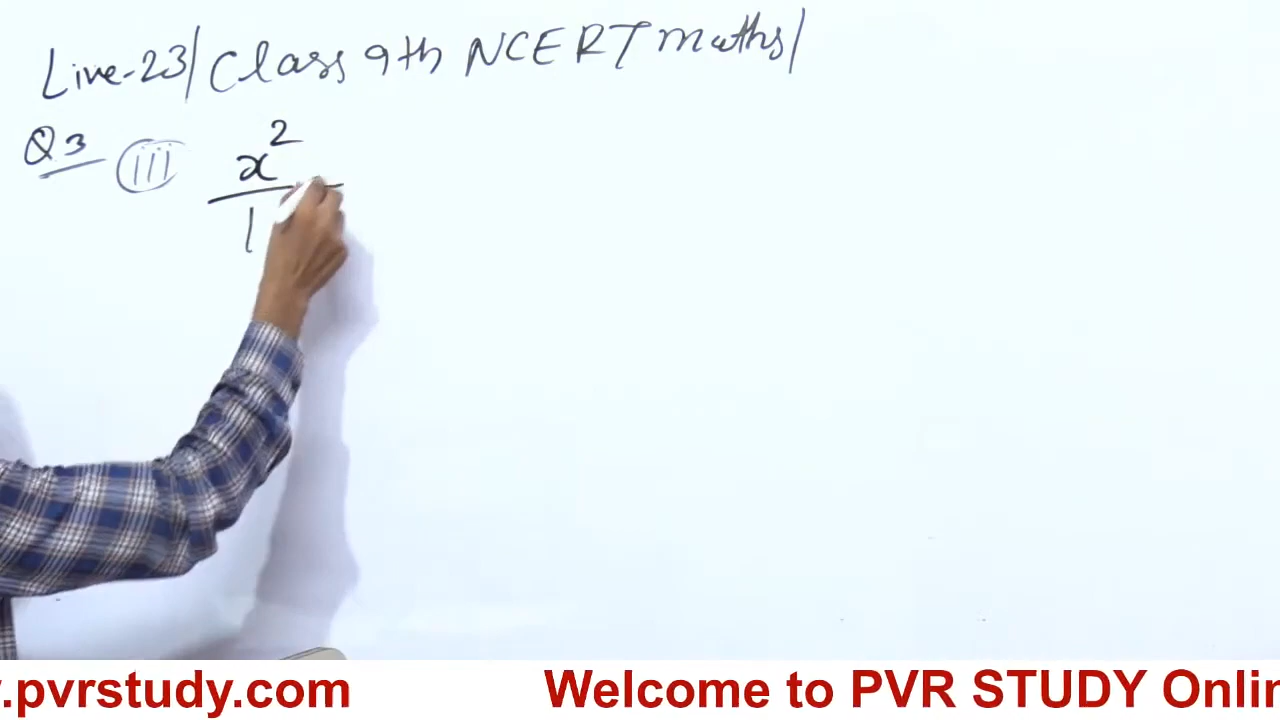 Live-23/ Class 9th NCERT maths/
Q3 (iii) x²
1
.pvrstudy.com Welcome to PVR STUDY Onlin